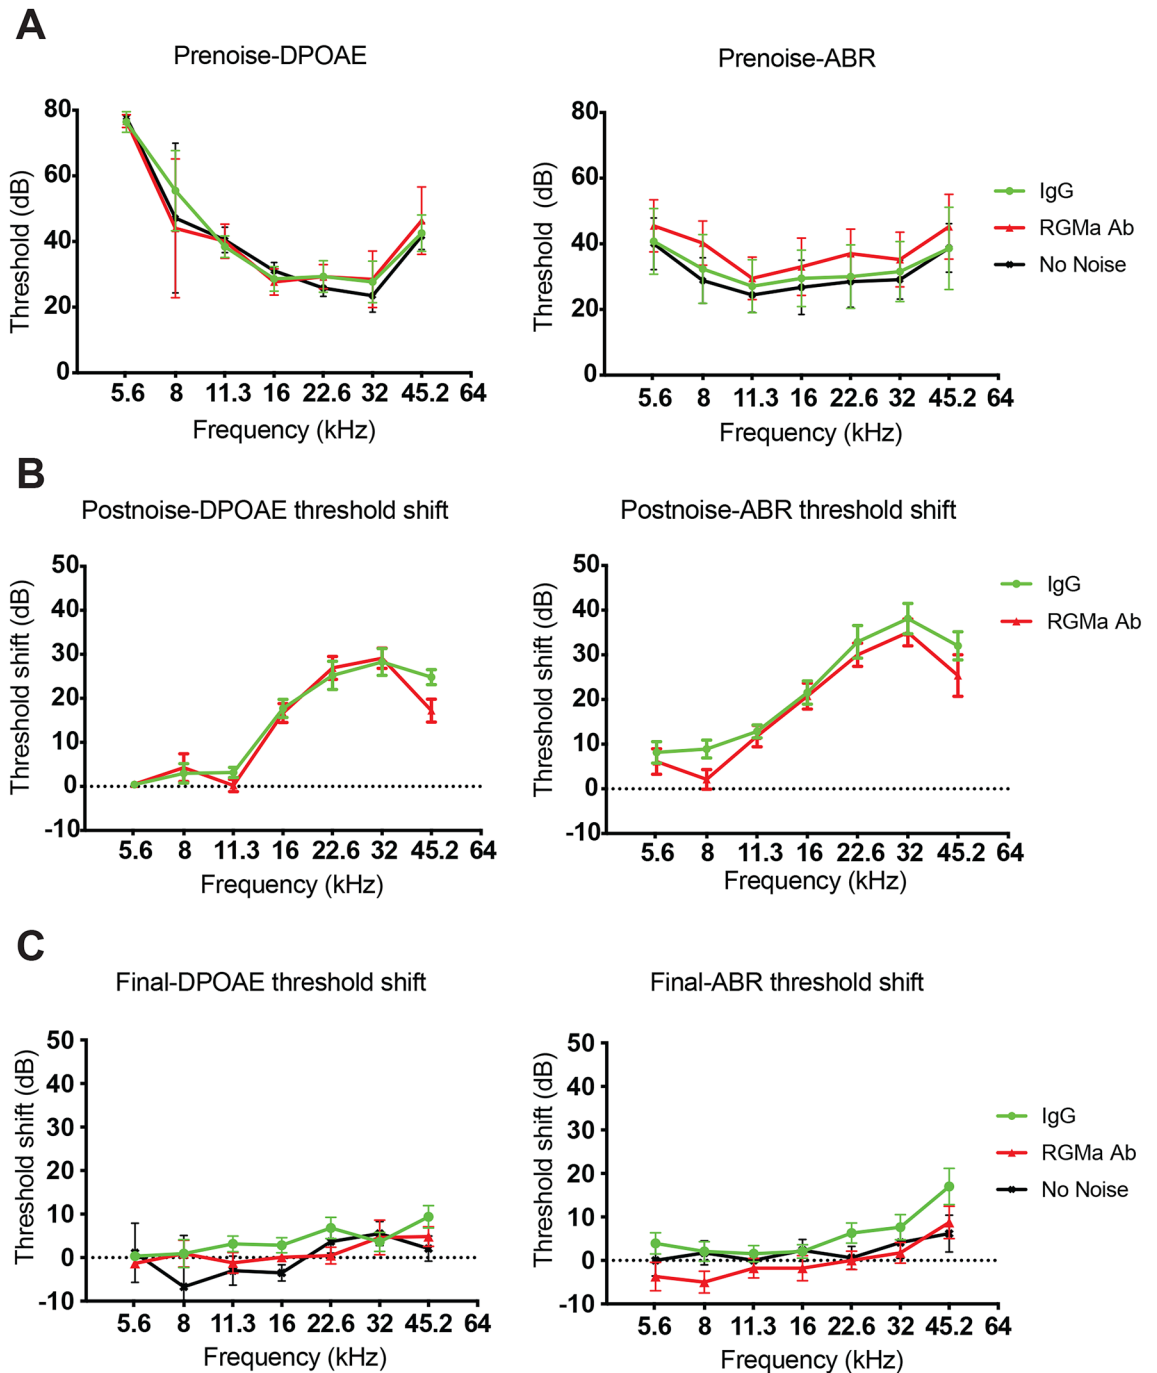 A
Prenoise-DPOAE
Threshold (dB)
80
60
40
20
0
5.6 8 11.3 16 22.6 32 45.2 64
Frequency (kHz)
Prenoise-ABR
Threshold (dB)
80
60
40
20
0
5.6 8 11.3 16 22.6 32 45.2 64
Frequency (kHz)
IgG
RGMa Ab
No Noise
B
Postnoise-DPOAE threshold shift
Threshold shift (dB)
50
40
30
20
10
0
-10
5.6 8 11.3 16 22.6 32 45.2 64
Frequency (kHz)
Postnoise-ABR threshold shift
Threshold shift (dB)
50
40
30
20
10
0
-10
5.6 8 11.3 16 22.6 32 45.2 64
Frequency (kHz)
IgG
RGMa Ab
C
Final-DPOAE threshold shift
Threshold shift (dB)
50
40
30
20
10
0
-10
5.6 8 11.3 16 22.6 32 45.2 64
Frequency (kHz)
Final-ABR threshold shift
Threshold shift (dB)
50
40
30
20
10
0
-10
5.6 8 11.3 16 22.6 32 45.2 64
Frequency (kHz)
IgG
RGMa Ab
No Noise